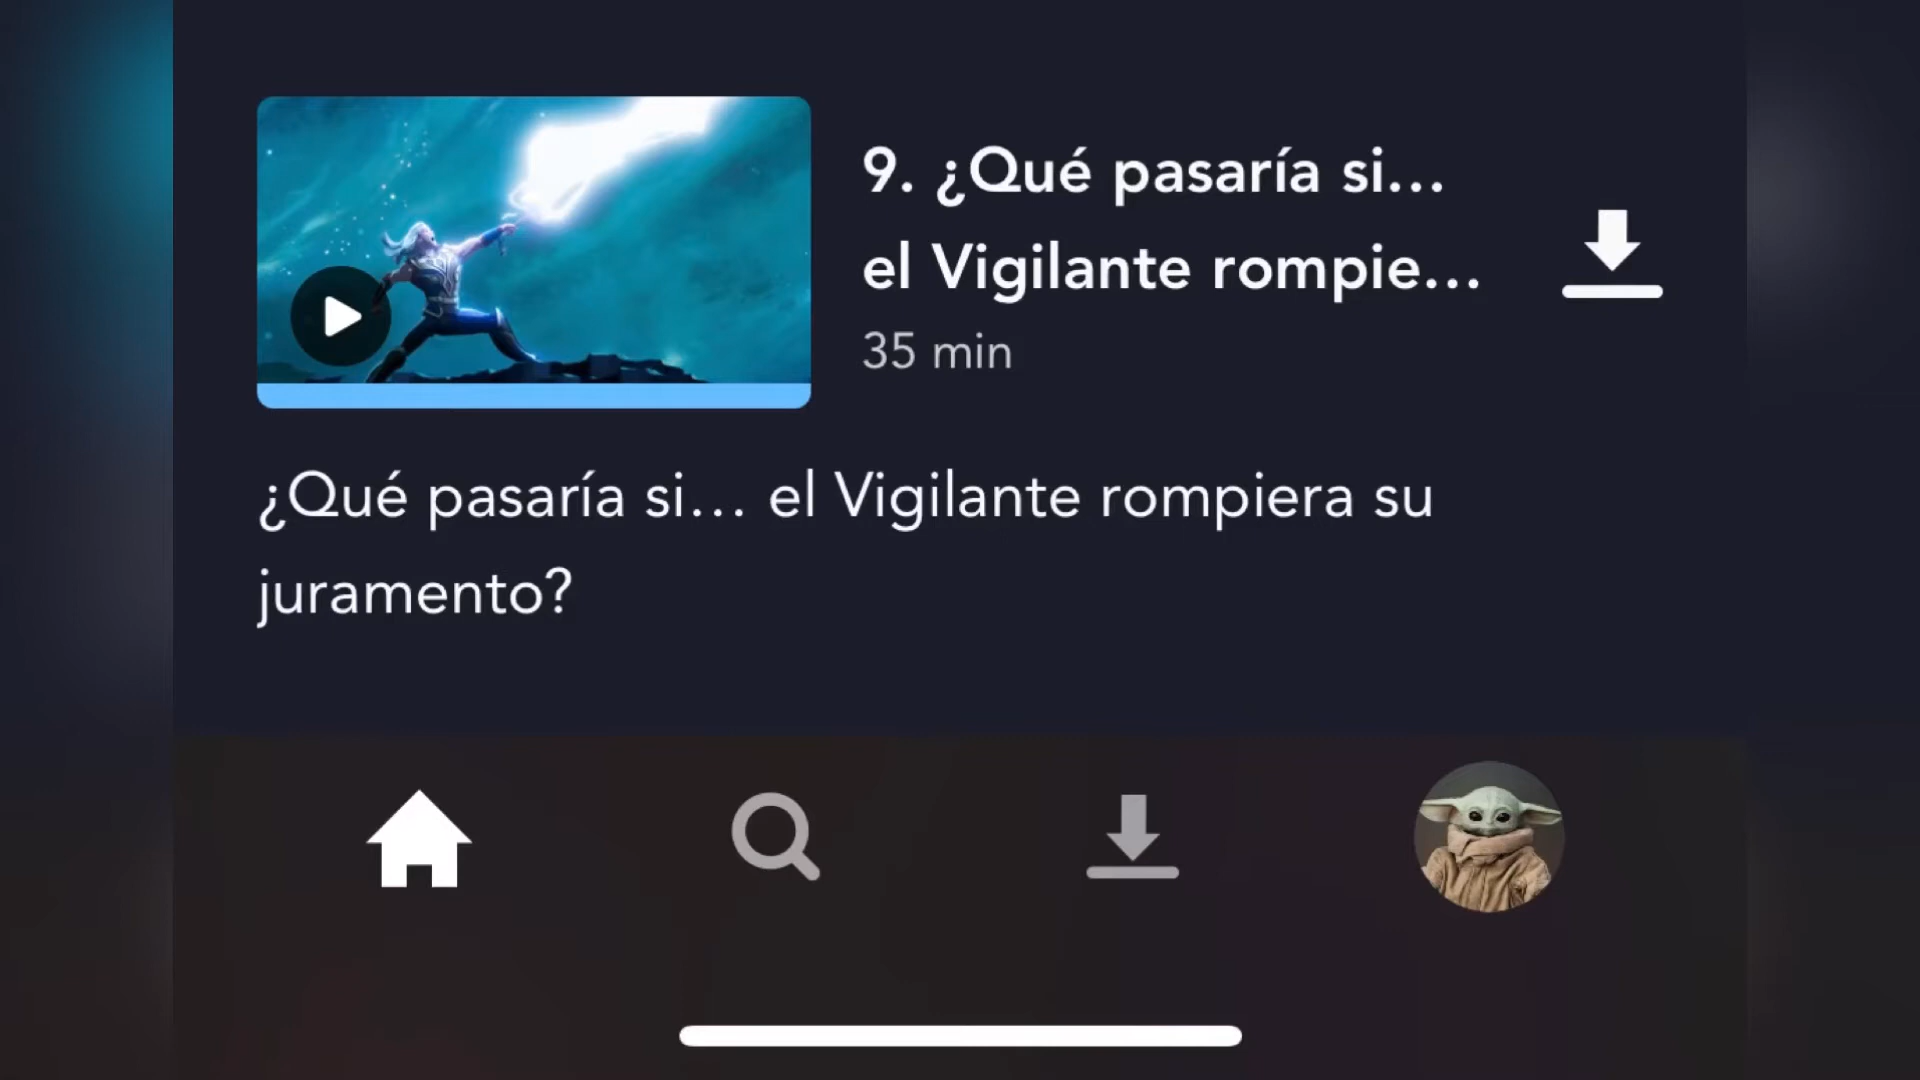 9. ¿Qué pasaría si...
el Vigilante rompie...
35 min
¿Qué pasaría si... el Vigilante rompiera su
juramento?